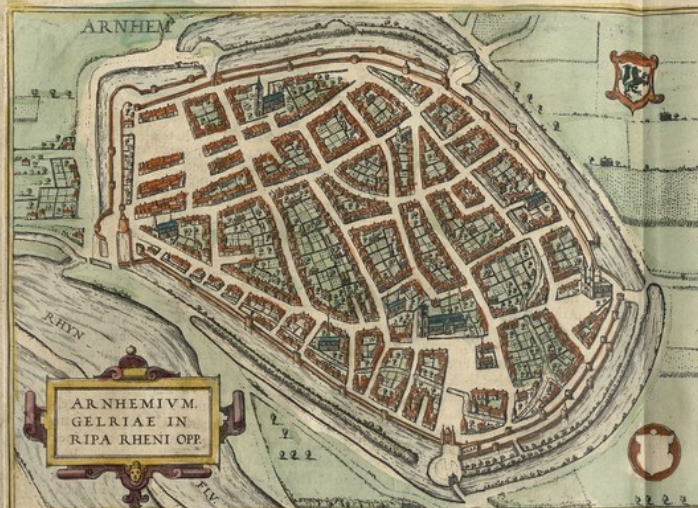 ARNHEM
RHYN
ARNHEMIVM.
GELRIAE IN
RIPA RHENI OPP.
FLV.